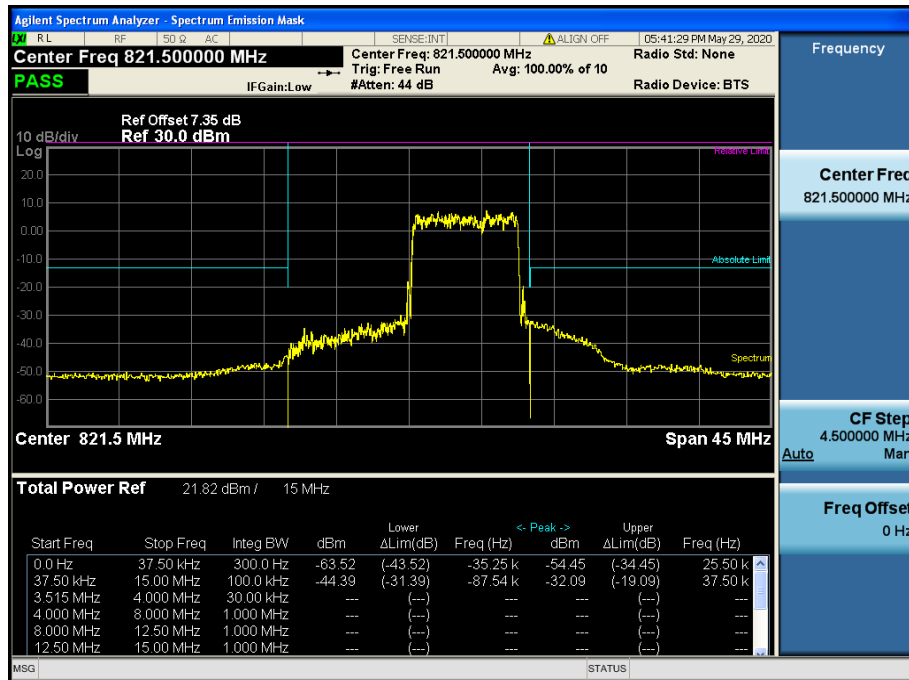 Agilent Spectrum Analyzer - Spectrum Emission Mask
LXI RL RF 50 Ω AC SENSE:INT ALIGN OFF 05:41:29 PM May 29, 2020
Center Freq 821.500000 MHz Center Freq: 821.500000 MHz Radio Std: None
Trig: Free Run Avg: 100.00% of 10
PASS IFGain:Low #Atten: 44 dB Radio Device: BTS
Ref Offset 7.35 dB
10 dB/div Ref 30.0 dBm
Log
Relative Limit
20.0
10.0
0.00
-10.0 Absolute Limit
-20.0
-30.0
-40.0
Spectrum
-50.0
-60.0
Center 821.5 MHz Span 45 MHz
Total Power Ref 21.82 dBm / 15 MHz
Lower <- Peak -> Upper
Start Freq Stop Freq Integ BW dBm ΔLim(dB) Freq (Hz) dBm ΔLim(dB) Freq (Hz)
0.0 Hz 37.50 kHz 300.0 Hz -63.52 (-43.52) -35.25 k -54.45 (-34.45) 25.50 k
37.50 kHz 15.00 MHz 100.0 kHz -44.39 (-31.39) -87.54 k -32.09 (-19.09) 37.50 k
3.515 MHz 4.000 MHz 30.00 kHz --- (---) --- --- (---) ---
4.000 MHz 8.000 MHz 1.000 MHz --- (---) --- --- (---) ---
8.000 MHz 12.50 MHz 1.000 MHz --- (---) --- --- (---) ---
12.50 MHz 15.00 MHz 1.000 MHz --- (---) --- --- (---) ---
MSG STATUS
Frequency
Center Freq
821.500000 MHz
CF Step
4.500000 MHz
Auto Man
Freq Offset
0 Hz